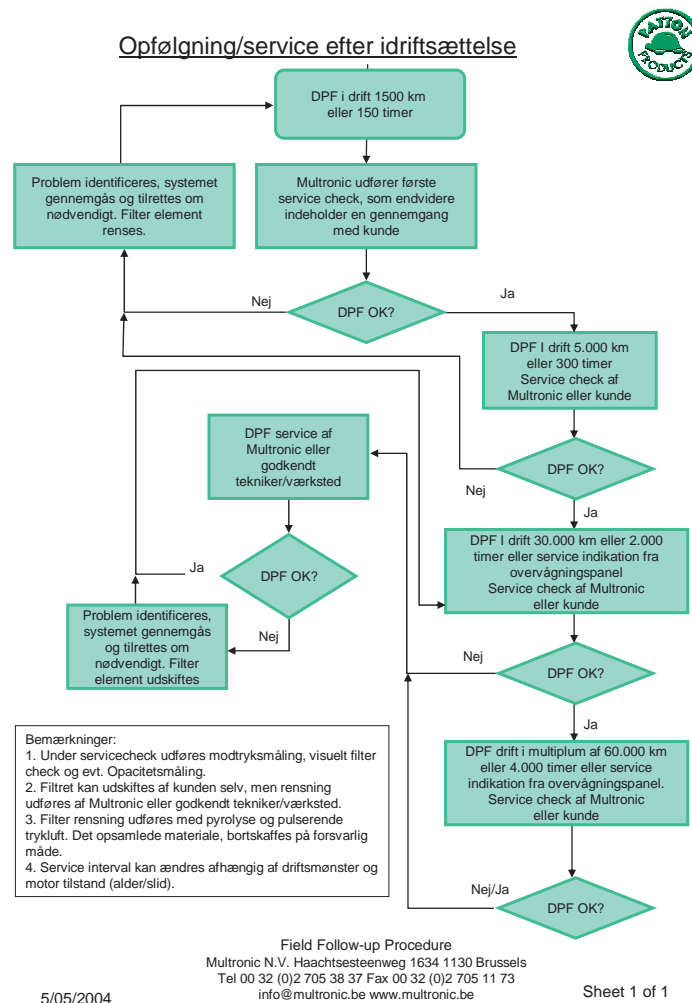 Opfølgning/service efter idriftsættelse
PATTON
PRODUCTS
DPF i drift 1500 km
eller 150 timer
Problem identificeres, systemet
gennemgås og tilrettes om
nødvendigt. Filter element
renses.
Multronic udfører første
service check, som endvidere
indeholder en gennemgang
med kunde
Nej
DPF OK?
Ja
DPF I drift 5.000 km
eller 300 timer
Service check af
Multronic eller kunde
DPF service af
Multronic eller
godkendt
tekniker/værksted
DPF OK?
Nej
Ja
DPF I drift 30.000 km eller 2.000
timer eller service indikation fra
overvågningspanel
Service check af Multronic
eller kunde
Ja
DPF OK?
Nej
Problem identificeres,
systemet gennemgås
og tilrettes om
nødvendigt. Filter
element udskiftes
Nej
DPF OK?
Ja
DPF drift i multiplum af 60.000 km
eller 4.000 timer eller service
indikation fra overvågningspanel.
Service check af Multronic
eller kunde
Bemærkninger:
1. Under servicecheck udføres modtryksmåling, visuelt filter
check og evt. Opacitetsmåling.
2. Filtret kan udskiftes af kunden selv, men rensning
udføres af Multronic eller godkendt tekniker/værksted.
3. Filter rensning udføres med pyrolyse og pulserende
trykluft. Det opsamlede materiale, bortskaffes på forsvarlig
måde.
4. Service interval kan ændres afhængig af driftsmønster og
motor tilstand (alder/slid).
Nej/Ja
DPF OK?
Field Follow-up Procedure
Multronic N.V. Haachtsesteenweg 1634 1130 Brussels
Tel 00 32 (0)2 705 38 37 Fax 00 32 (0)2 705 11 73
info@multronic.be www.multronic.be
5/05/2004
Sheet 1 of 1